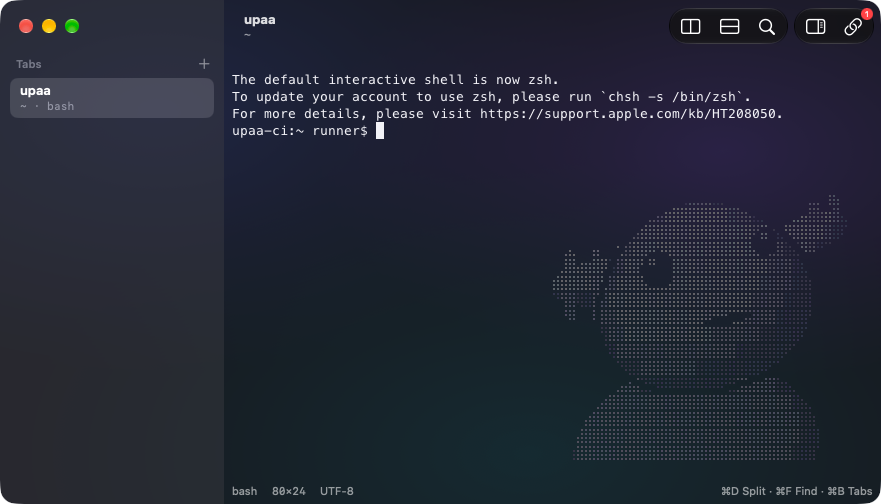 upaa
~
1
Tabs
+
upaa
~ · bash
The default interactive shell is now zsh.
To update your account to use zsh, please run `chsh -s /bin/zsh`.
For more details, please visit https://support.apple.com/kb/HT208050.
upaa-ci:~ runner$
bash 80×24 UTF-8
⌘D Split · ⌘F Find · ⌘B Tabs